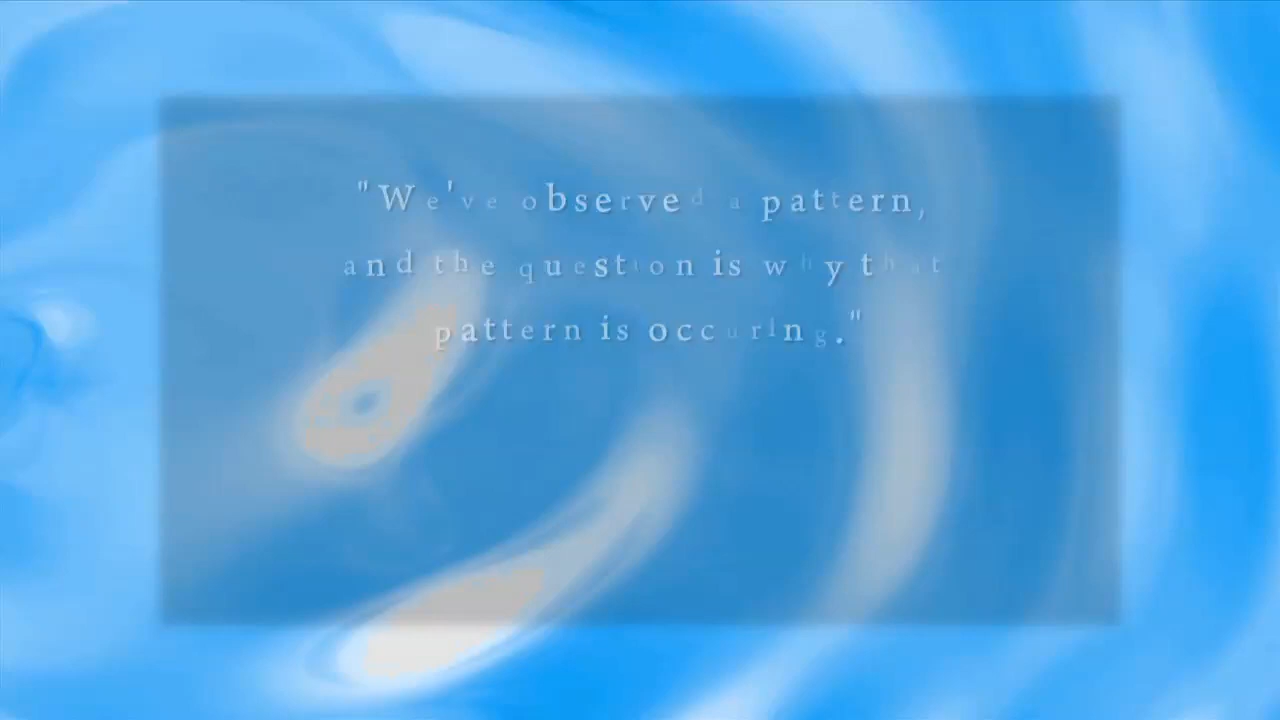 "We've observed a pattern,
and the question is why that
pattern is occuring."